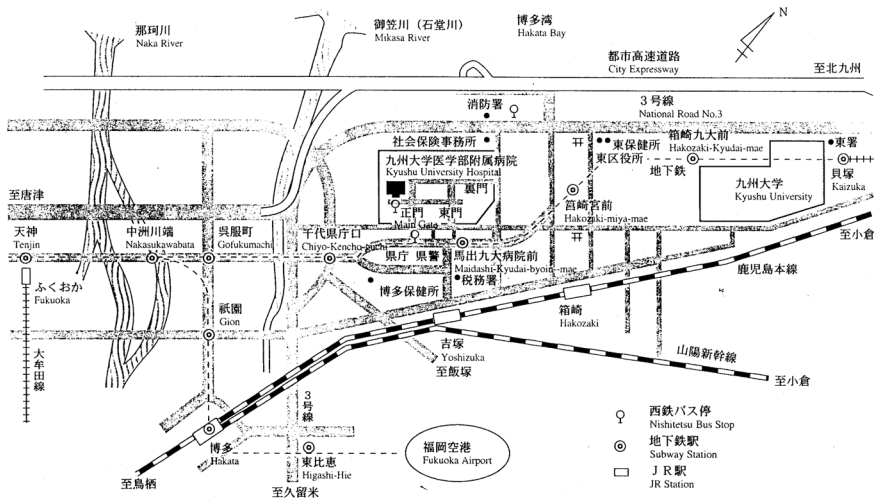 那珂川
Naka River
御笠川（石堂川）
Mikasa River
博多湾
Hakata Bay
N
都市高速道路
City Expressway
至北九州
消防署
3号線
National Road No.3
社会保険事務所
東保健所
東区役所
箱崎九大前
Hakozaki-Kyudai-mae
地下鉄
東署
貝塚
Kaizuka
九州大学医学部附属病院
Kyushu University Hospital
裏門
正門
東門
Main Gate
九州大学
Kyushu University
筥崎宮前
Hakozaki-miya-mae
至唐津
天神
Tenjin
中洲川端
Nakasukawabata
呉服町
Gofukumachi
千代県庁口
Chiyo-Kencho-guchi
県庁
県警
馬出九大病院前
Maidashi-Kyudai-byoin-mae
税務署
博多保健所
至小倉
鹿児島本線
ふくおか
Fukuoka
大牟田線
祇園
Gion
箱崎
Hakozaki
吉塚
Yoshizuka
至飯塚
山陽新幹線
至小倉
3号線
博多
Hakata
東比恵
Higashi-Hie
福岡空港
Fukuoka Airport
至鳥栖
至久留米
西鉄バス停
Nishitetsu Bus Stop
地下鉄駅
Subway Station
JR駅
JR Station